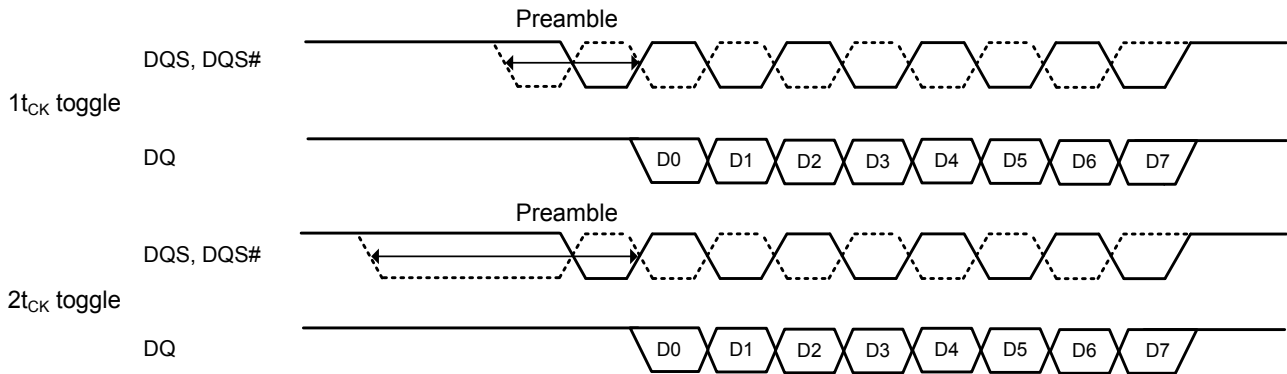 Preamble
DQS, DQS#
1tCK toggle
DQ
D0 D1 D2 D3 D4 D5 D6 D7
Preamble
DQS, DQS#
2tCK toggle
DQ
D0 D1 D2 D3 D4 D5 D6 D7